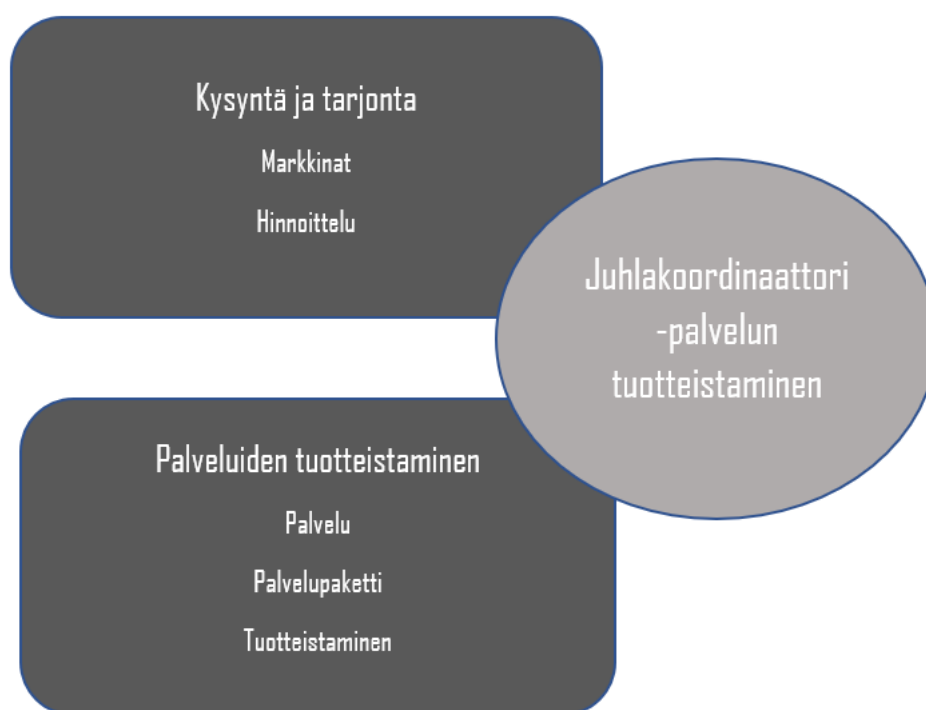 Kysyntä ja tarjonta
Markkinat
Hinnoittelu
Juhlakoordinaattori
-palvelun
tuotteistaminen
Palveluiden tuotteistaminen
Palvelu
Palvelupaketti
Tuotteistaminen